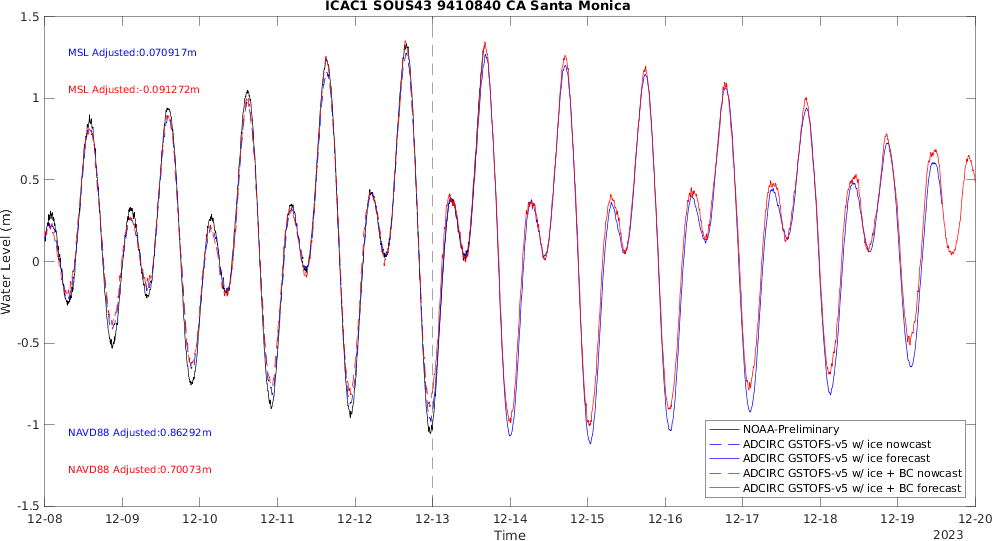 ICAC1 SOUS43 9410840 CA Santa Monica
1.5
1
0.5
0
-0.5
-1
-1.5
Water Level (m)
MSL Adjusted:0.070917m
MSL Adjusted:-0.091272m
NAVD88 Adjusted:0.86292m
NAVD88 Adjusted:0.70073m
NOAA-Preliminary
ADCIRC GSTOFS-v5 w/ ice nowcast
ADCIRC GSTOFS-v5 w/ ice forecast
ADCIRC GSTOFS-v5 w/ ice + BC nowcast
ADCIRC GSTOFS-v5 w/ ice + BC forecast
12-08 12-09 12-10 12-11 12-12 12-13 12-14 12-15 12-16 12-17 12-18 12-19 12-20
Time
2023